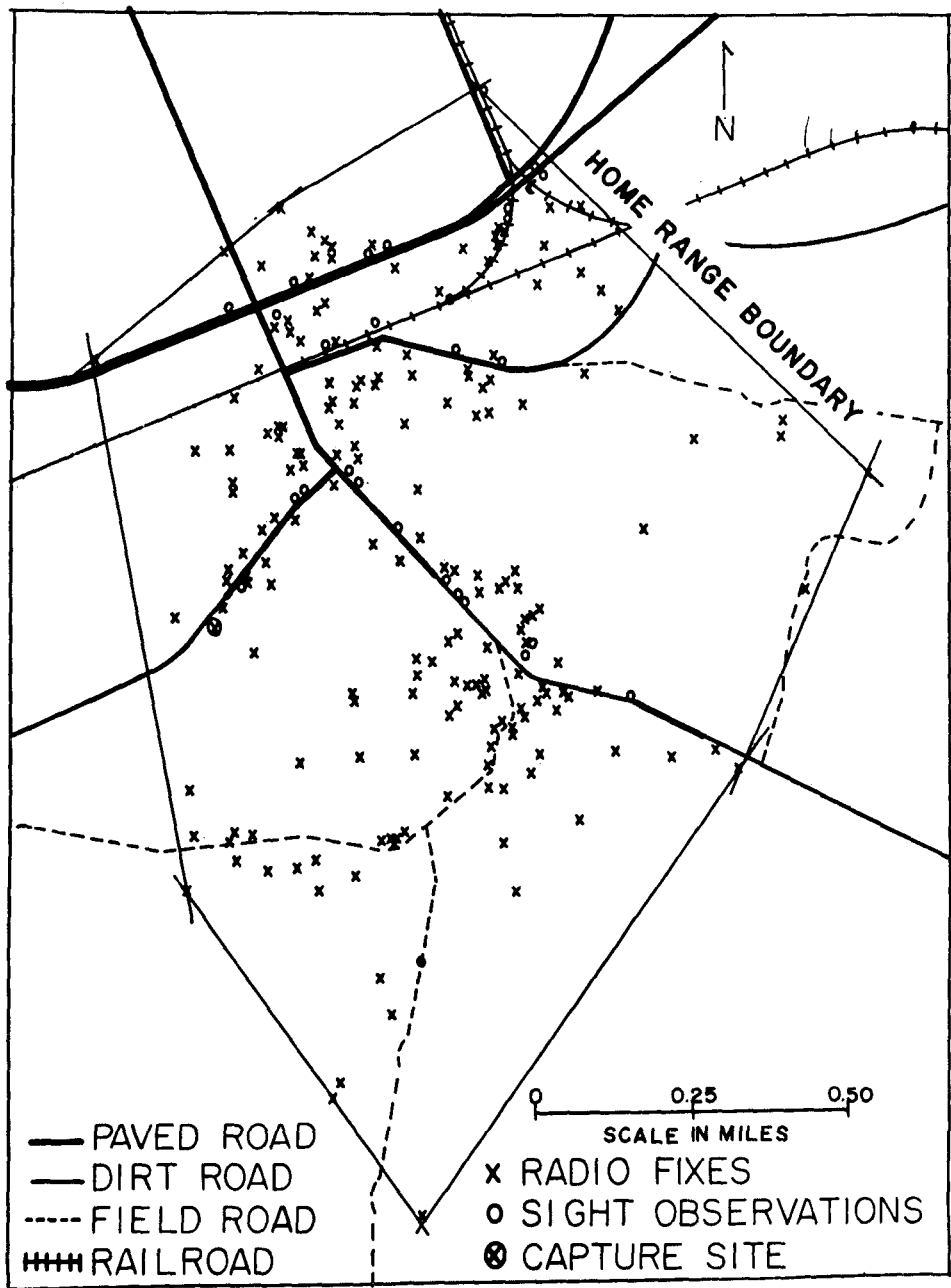 N
HOME RANGE BOUNDARY
0 0.25 0.50
SCALE IN MILES
PAVED ROAD
DIRT ROAD
FIELD ROAD
RAILROAD
X RADIO FIXES
O SIGHT OBSERVATIONS
CAPTURE SITE